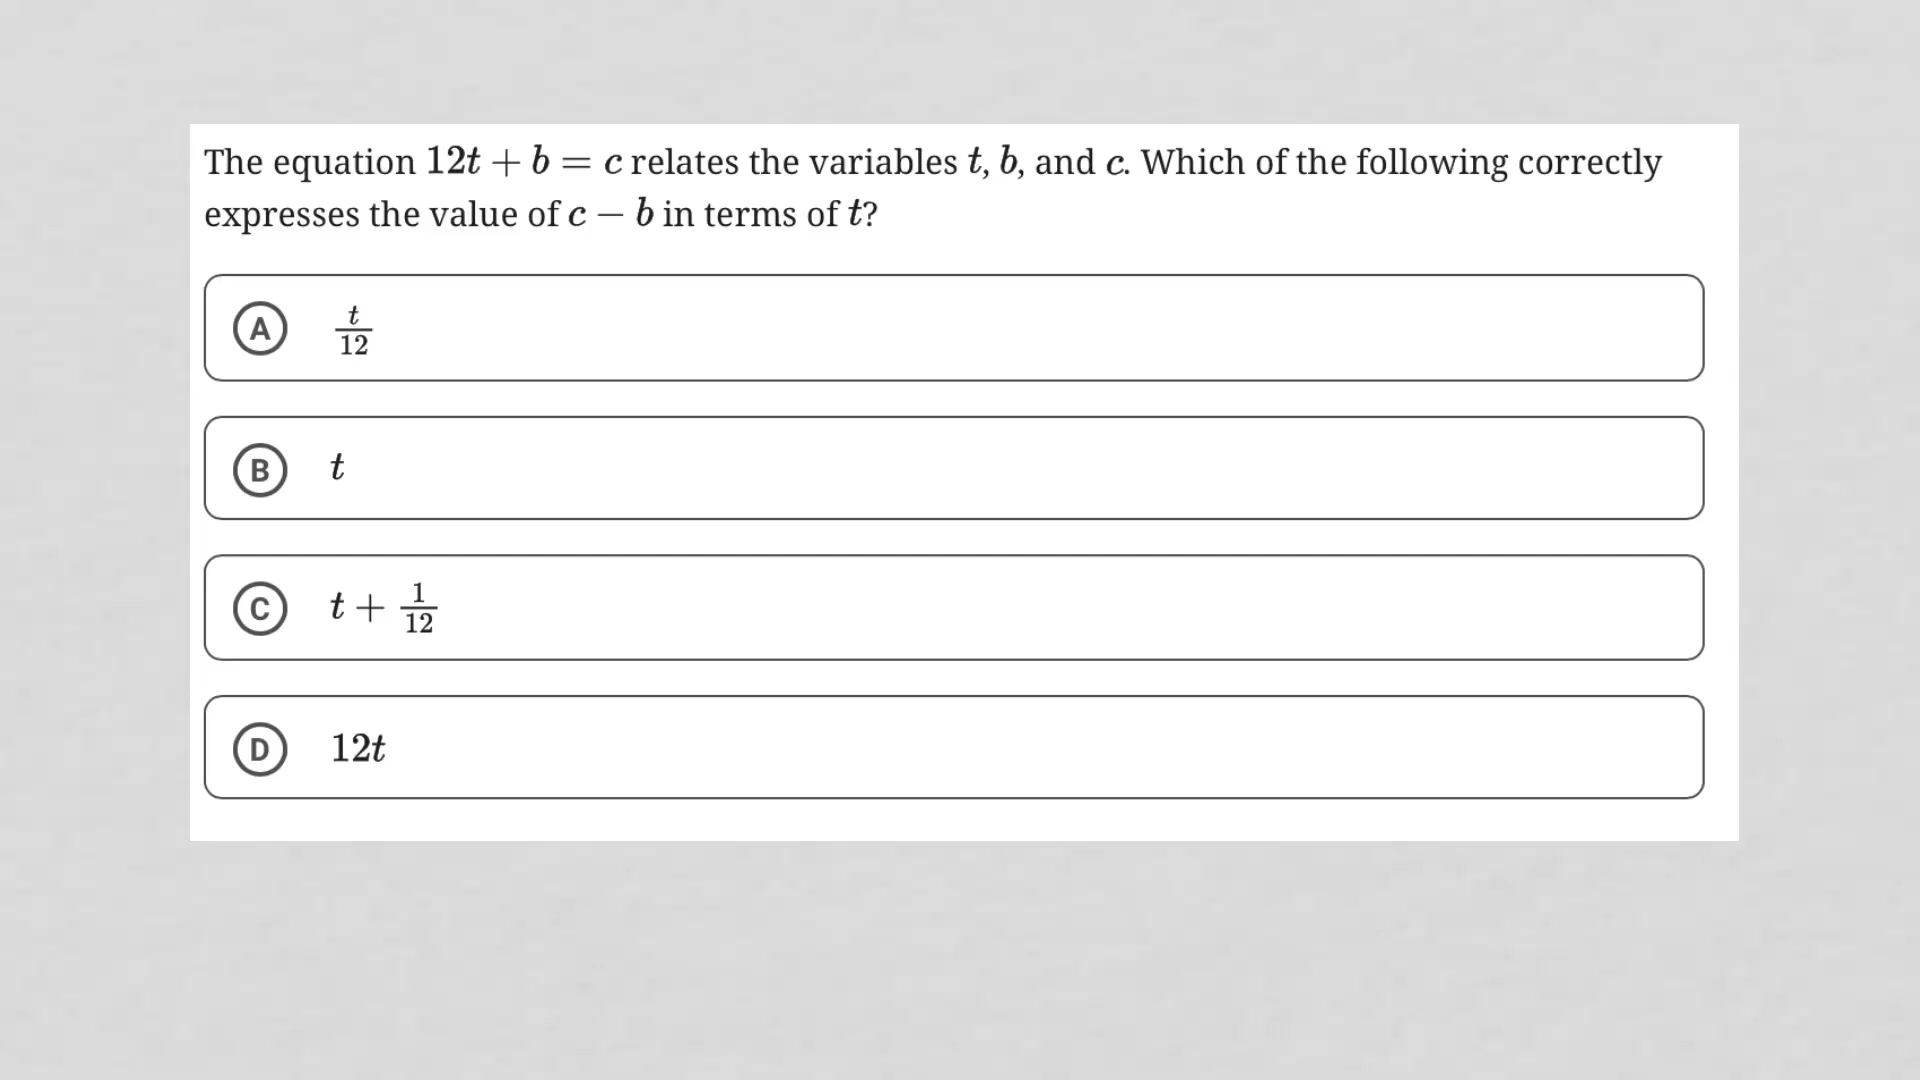 The equation 12t + b = c relates the variables t, b, and c. Which of the following correctly
expresses the value of c − b in terms of t?
A t/12
B t
C t + 1/12
D 12t